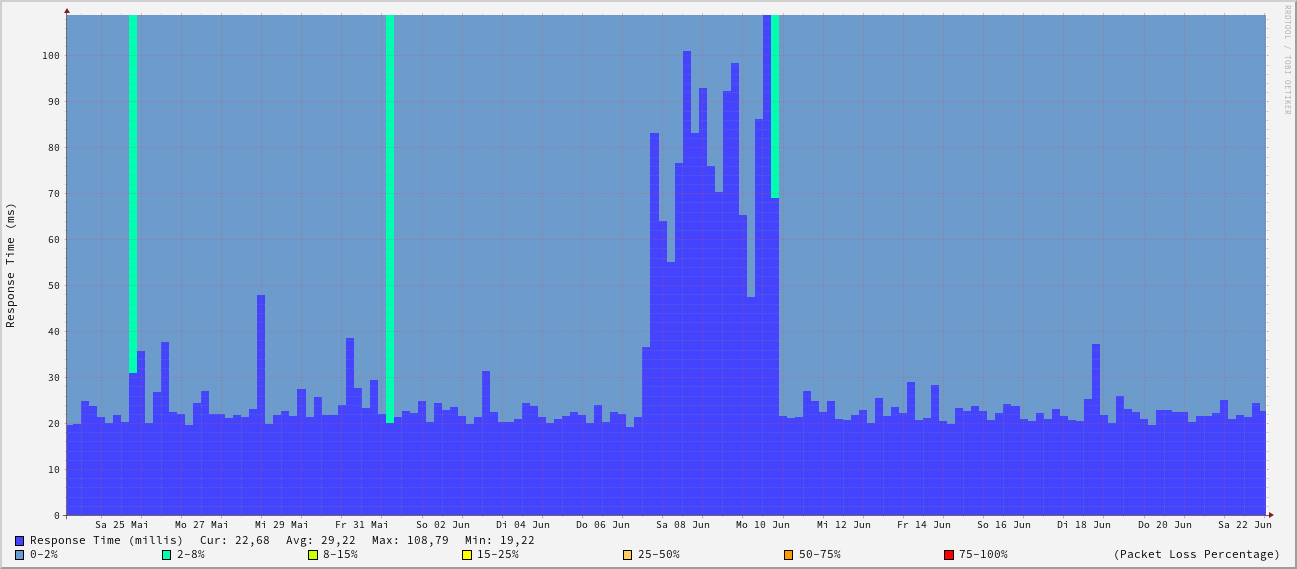 RRDTOOL / TOBI OETIKER
Response Time (ms)
100
90
80
70
60
50
40
30
20
10
0
Sa 25 Mai Mo 27 Mai Mi 29 Mai Fr 31 Mai So 02 Jun Di 04 Jun Do 06 Jun Sa 08 Jun Mo 10 Jun Mi 12 Jun Fr 14 Jun So 16 Jun Di 18 Jun Do 20 Jun Sa 22 Jun
Response Time (millis) Cur: 22,68 Avg: 29,22 Max: 108,79 Min: 19,22
0-2% 2-8% 8-15% 15-25% 25-50% 50-75% 75-100% (Packet Loss Percentage)